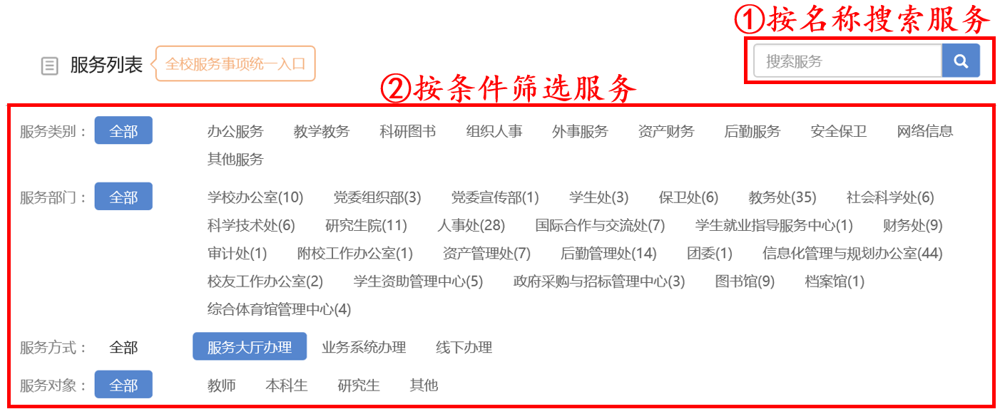 ①按名称搜索服务
服务列表 全校服务事项统一入口 搜索服务
②按条件筛选服务
服务类别： 全部 办公服务 教学教务 科研图书 组织人事 外事服务 资产财务 后勤服务 安全保卫 网络信息
其他服务
服务部门： 全部 学校办公室(10) 党委组织部(3) 党委宣传部(1) 学生处(3) 保卫处(6) 教务处(35) 社会科学处(6)
科学技术处(6) 研究生院(11) 人事处(28) 国际合作与交流处(7) 学生就业指导服务中心(1) 财务处(9)
审计处(1) 附校工作办公室(1) 资产管理处(7) 后勤管理处(14) 团委(1) 信息化管理与规划办公室(44)
校友工作办公室(2) 学生资助管理中心(5) 政府采购与招标管理中心(3) 图书馆(9) 档案馆(1)
综合体育馆管理中心(4)
服务方式： 全部 服务大厅办理 业务系统办理 线下办理
服务对象： 全部 教师 本科生 研究生 其他